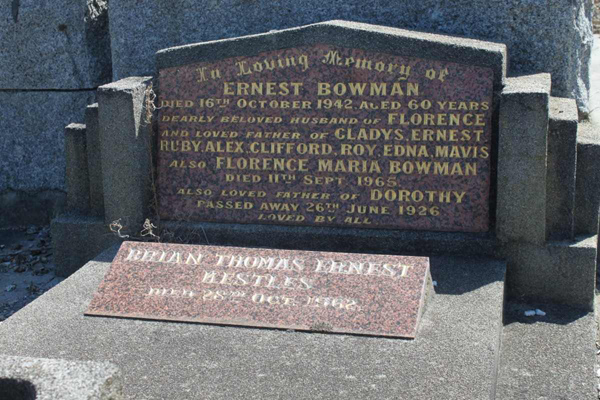 In Loving Memory of
ERNEST BOWMAN
DIED 16TH OCTOBER 1942, AGED 60 YEARS
DEARLY BELOVED HUSBAND OF FLORENCE
AND LOVED FATHER OF GLADYS, ERNEST,
RUBY, ALEX, CLIFFORD, ROY, EDNA, MAVIS
ALSO FLORENCE MARIA BOWMAN
DIED 11TH SEPT. 1965.
ALSO LOVED FATHER OF DOROTHY
PASSED AWAY 26TH JUNE 1926
LOVED BY ALL
BRIAN THOMAS ERNEST
KESTLES
DIED 28TH OCT. 1962.